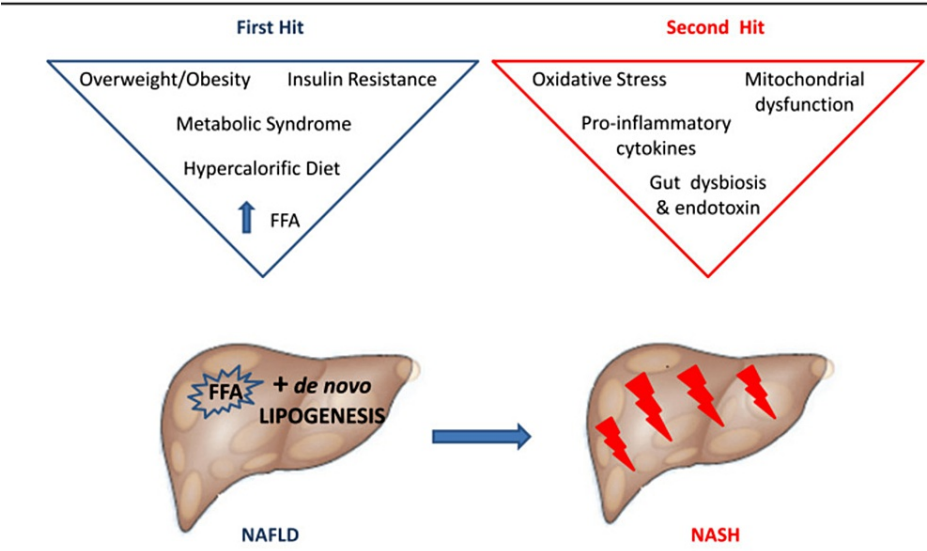 First Hit
Overweight/Obesity Insulin Resistance
Metabolic Syndrome
Hypercalorific Diet
FFA
Second Hit
Oxidative Stress
Mitochondrial
dysfunction
Pro-inflammatory
cytokines
Gut dysbiosis
& endotoxin
FFA + de novo
LIPOGENESIS
NAFLD
NASH